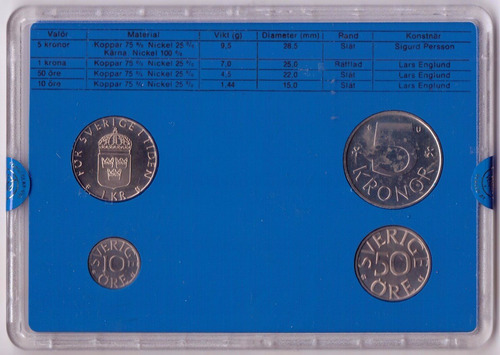 Valör Material Vikt (g) Diameter (mm) Rand Konstnär
5 kronor Koppar 75 % Nickel 25 % 9,5 28,5 Slät Sigurd Persson
Kärna: Nickel 100 %
1 krona Koppar 75 % Nickel 25 % 7,0 25,0 Räfflad Lars Englund
50 öre Koppar 75 % Nickel 25 % 4,8 22,0 Slät Lars Englund
10 öre Koppar 75 % Nickel 25 % 1,44 15,0 Slät Lars Englund
FÖR SVERIGE I TIDEN
1 KR
5 U
KRONOR
SVERIGE
10
ÖRE
SVERIGE
50
ÖRE